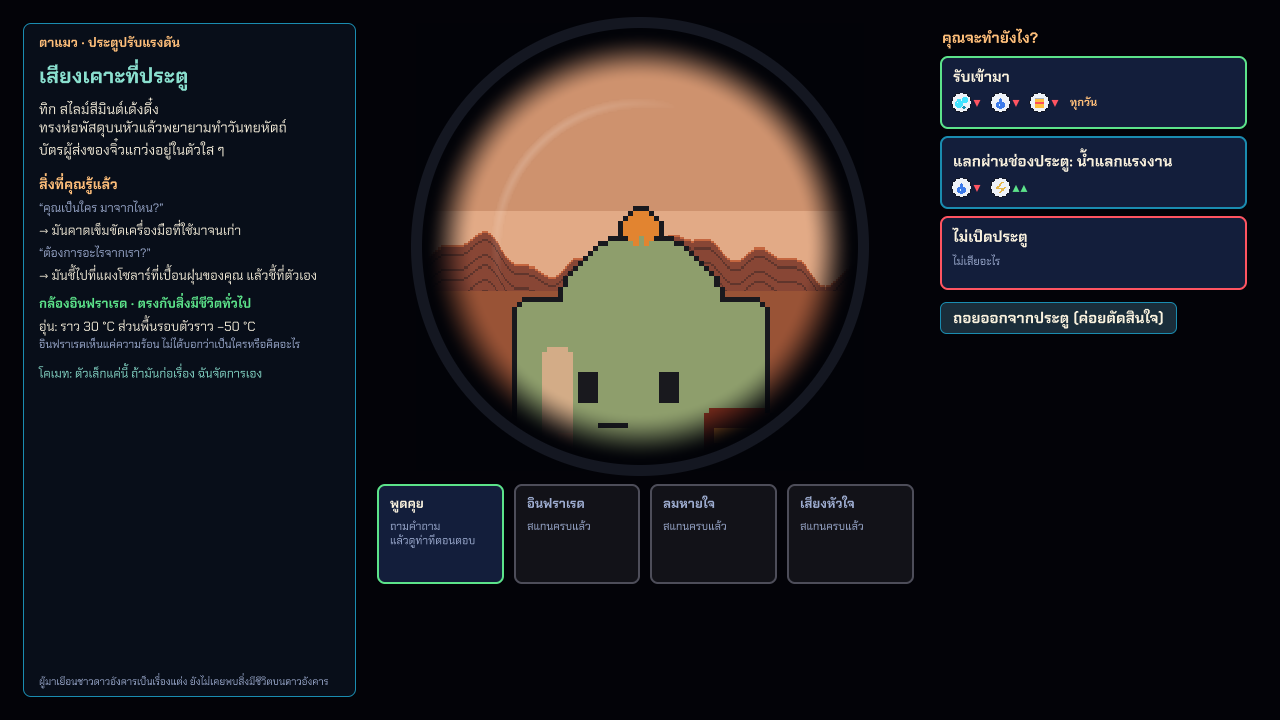 ตาแมว · ประตูปรับแรงดัน
เสียงเคาะที่ประตู
ทิก สไลม์สีมินต์เด้งดึ๋ง
ทรงห่อพัสดุบนหัวแล้วพยายามทำวันทยหัตถ์
บัตรผู้ส่งของจิ๋วแกว่งอยู่ในตัวใส ๆ
สิ่งที่คุณรู้แล้ว
“คุณเป็นใคร มาจากไหน?”
→ มันคาดเข็มขัดเครื่องมือที่ใช้มาจนเก่า
“ต้องการอะไรจากเรา?”
→ มันชี้ไปที่แผงโซลาร์ที่เปื้อนฝุ่นของคุณ แล้วชี้ที่ตัวเอง
กล้องอินฟราเรด · ตรงกับสิ่งมีชีวิตทั่วไป
อุ่น: ราว 30 °C ส่วนพื้นรอบตัวราว −50 °C
อินฟราเรดเห็นแค่ความร้อน ไม่ได้บอกว่าเป็นใครหรือคิดอะไร
โคเมท: ตัวเล็กแค่นี้ ถ้ามันก่อเรื่อง ฉันจัดการเอง
ผู้มาเยือนชาวดาวอังคารเป็นเรื่องแต่ง ยังไม่เคยพบสิ่งมีชีวิตบนดาวอังคาร
พูดคุย
ถามคำถาม
แล้วดูท่าทีตอนตอบ
อินฟราเรด
สแกนครบแล้ว
ลมหายใจ
สแกนครบแล้ว
เสียงหัวใจ
สแกนครบแล้ว
คุณจะทำยังไง?
รับเข้ามา
ทุกวัน
แลกผ่านช่องประตู: น้ำแลกแรงงาน
ไม่เปิดประตู
ไม่เสียอะไร
ถอยออกจากประตู (ค่อยตัดสินใจ)